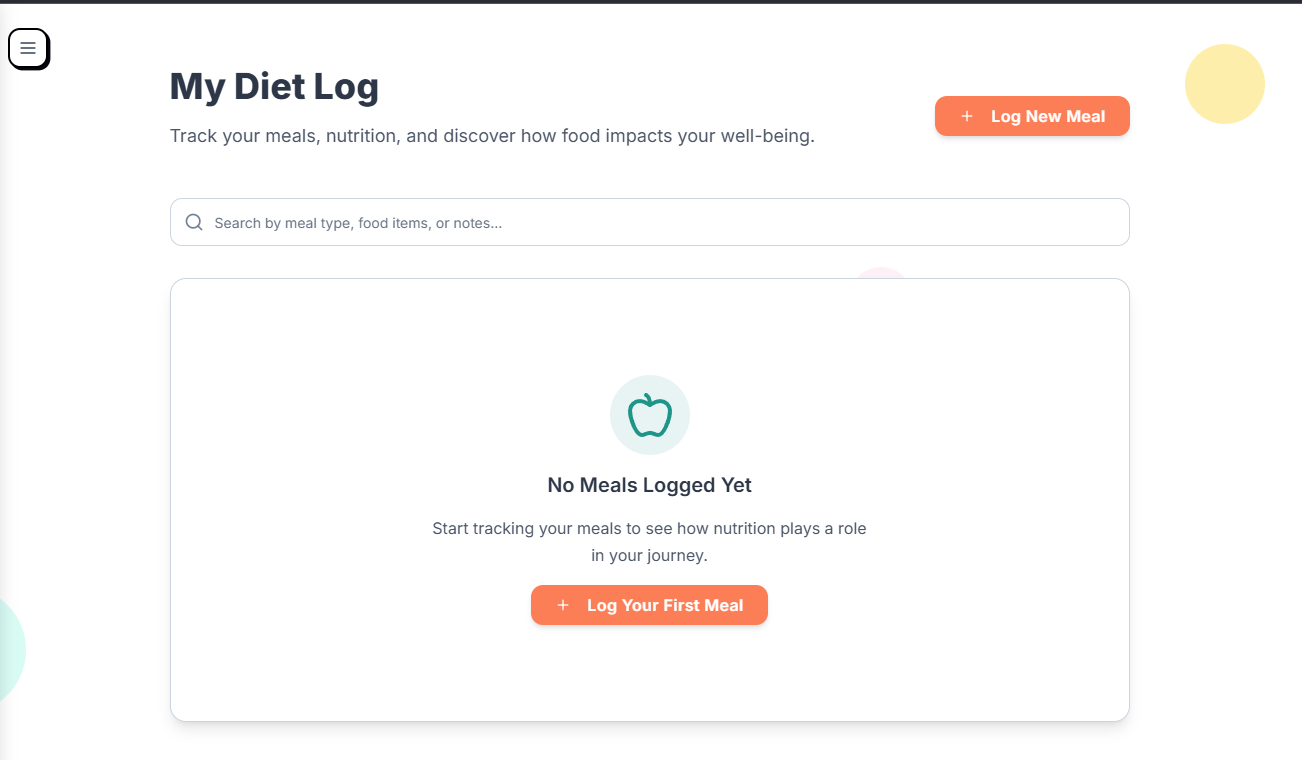 My Diet Log
Track your meals, nutrition, and discover how food impacts your well-being.
+ Log New Meal
Search by meal type, food items, or notes...
No Meals Logged Yet
Start tracking your meals to see how nutrition plays a role
in your journey.
+ Log Your First Meal